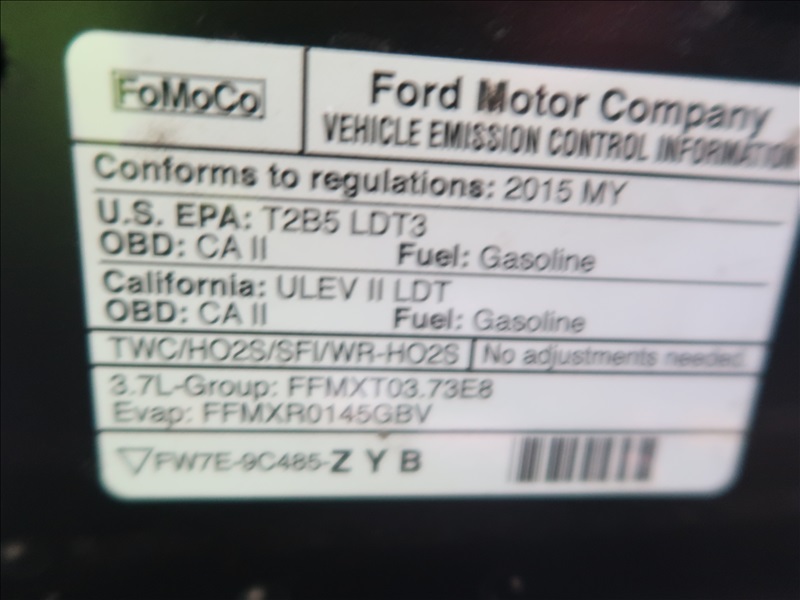 FoMoCo
Ford Motor Company
VEHICLE EMISSION CONTROL INFORMATION
Conforms to regulations: 2015 MY
U.S. EPA: T2B5 LDT3
OBD: CA II Fuel: Gasoline
California: ULEV II LDT
OBD: CA II Fuel: Gasoline
TWC/HO2S/SFI/WR-HO2S No adjustments needed.
3.7L-Group: FFMXT03.73E8
Evap: FFMXR0145GBV
FW7E-9C485-Z Y B